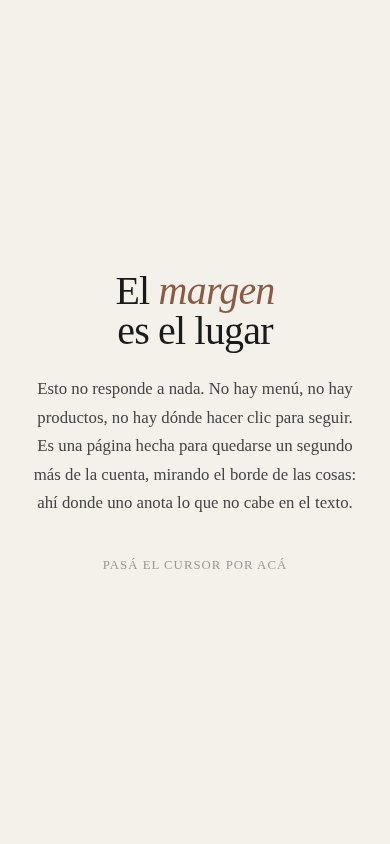 El margen
es el lugar
Esto no responde a nada. No hay menú, no hay
productos, no hay dónde hacer clic para seguir.
Es una página hecha para quedarse un segundo
más de la cuenta, mirando el borde de las cosas:
ahí donde uno anota lo que no cabe en el texto.
PASÁ EL CURSOR POR ACÁ